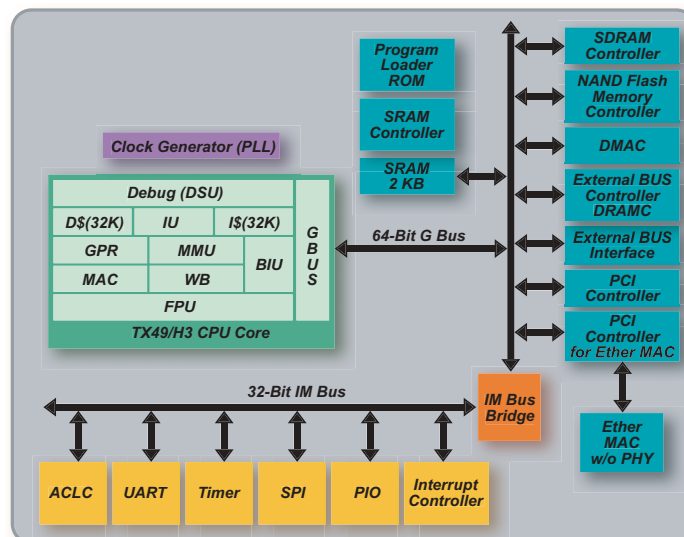 Program
Loader
ROM
SRAM
Controller
SRAM
2 KB
Clock Generator (PLL)
Debug (DSU)
D$(32K)
IU
I$(32K)
GPR
MMU
BIU
MAC
WB
FPU
G
B
U
S
TX49/H3 CPU Core
64-Bit G Bus
SDRAM
Controller
NAND Flash
Memory
Controller
DMAC
External BUS
Controller
DRAMC
External BUS
Interface
PCI
Controller
PCI
Controller
for Ether MAC
32-Bit IM Bus
IM Bus
Bridge
Ether
MAC
w/o PHY
ACLC
UART
Timer
SPI
PIO
Interrupt
Controller